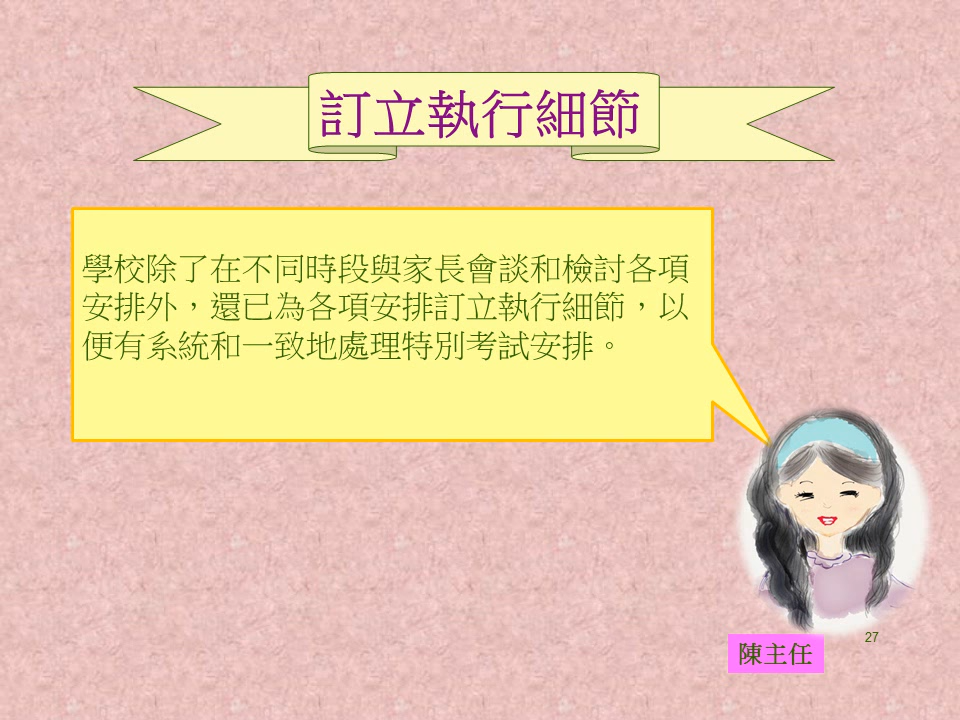 訂立執行細節
學校除了在不同時段與家長會談和檢討各項
安排外，還已為各項安排訂立執行細節，以
便有系統和一致地處理特別考試安排。
27
陳主任